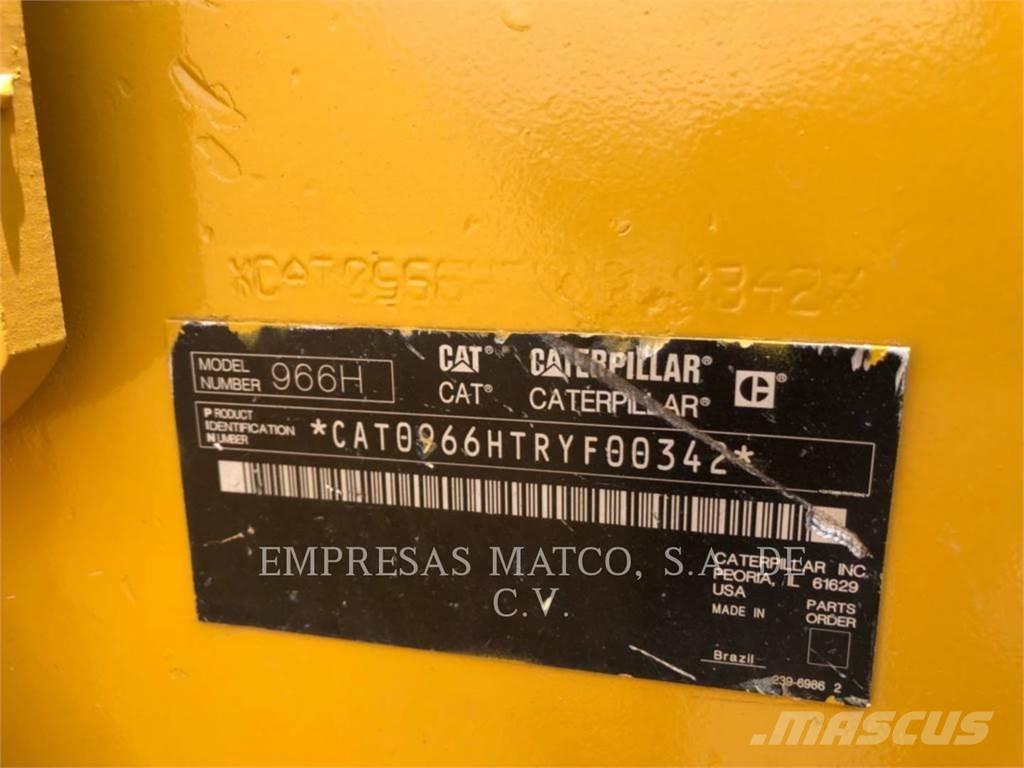 MODEL NUMBER 966H
CAT® CATERPILLAR®
CAT® CATERPILLAR®
PRODUCT IDENTIFICATION NUMBER *CAT0966HTRYF00342*
EMPRESAS MATCO, S.A. DE
C.V.
CATERPILLAR INC.
PEORIA, IL 61629
USA
MADE IN
Brazil
PARTS
ORDER
239-6986 2
MASCUS